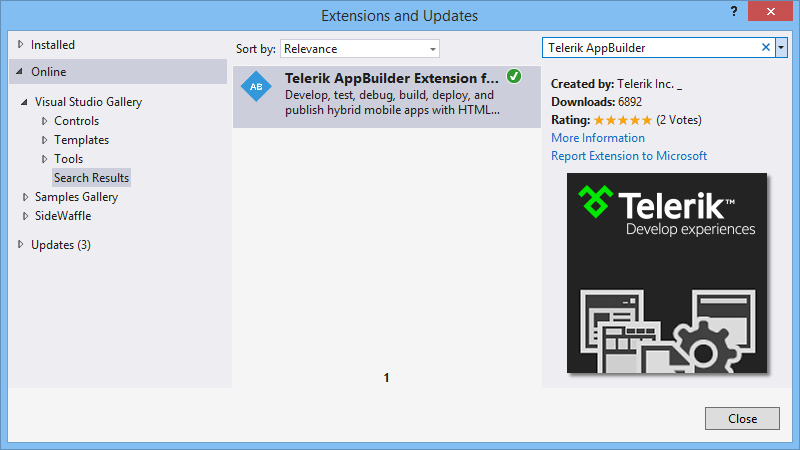 Extensions and Updates
?
Installed
Online
Visual Studio Gallery
Controls
Templates
Tools
Search Results
Samples Gallery
SideWaffle
Updates (3)
Sort by: Relevance
AB
Telerik AppBuilder Extension f...
Develop, test, debug, build, deploy, and
publish hybrid mobile apps with HTML...
1
Telerik AppBuilder
Created by: Telerik Inc. _
Downloads: 6892
Rating: (2 Votes)
More Information
Report Extension to Microsoft
Telerik™
Develop experiences
Close